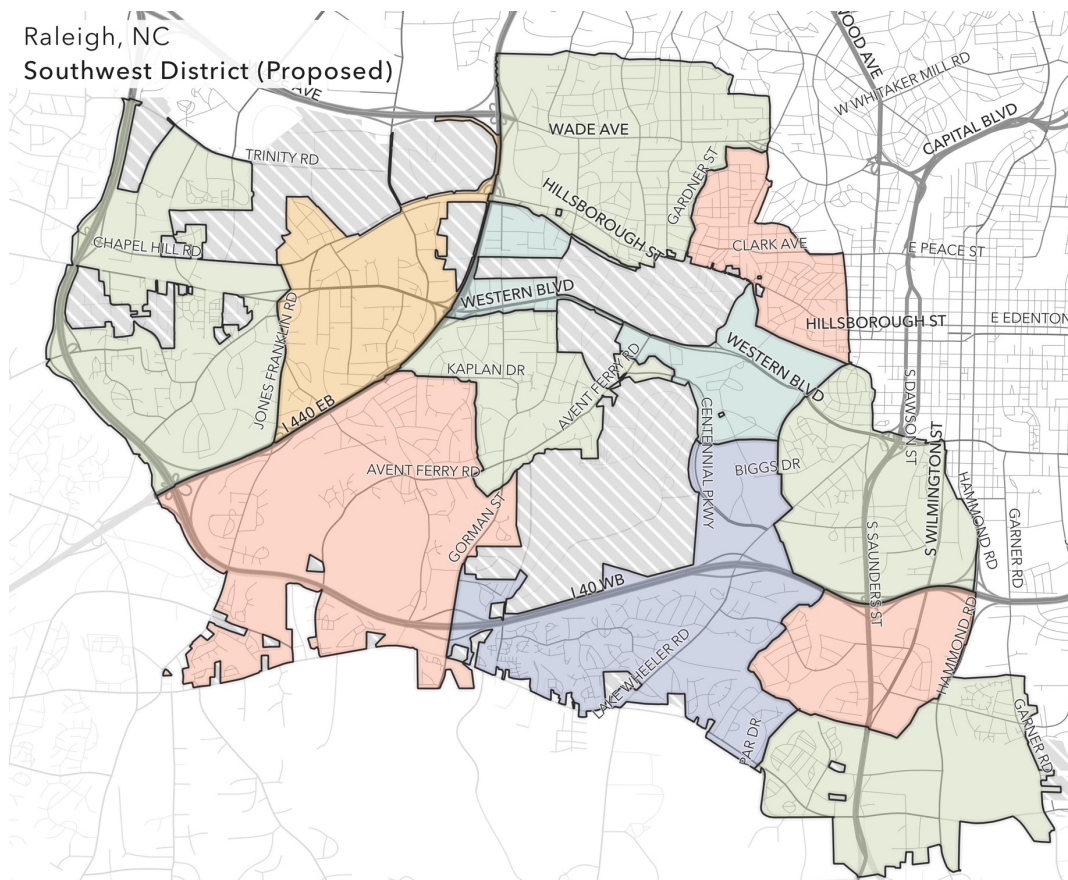 Raleigh, NC
Southwest District (Proposed)
AVE
WOOD AVE
W WHITAKER MILL RD
CAPITAL BLVD
WADE AVE
TRINITY RD
GARDNER ST
HILLSBOROUGH ST
CHAPEL HILL RD
CLARK AVE
E PEACE ST
WESTERN BLVD
HILLSBOROUGH ST
E EDENTON
JONES FRANKLIN RD
KAPLAN DR
AVENT FERRY RD
WESTERN BLVD
I 440 EB
S DAWSON ST
CENTENNIAL PKWY
AVENT FERRY RD
BIGGS DR
S WILMINGTON ST
HAMMOND RD
GORMAN ST
GARNER RD
S SAUNDERS ST
I 40 WB
HAMMOND RD
LAKE WHEELER RD
PAR DR
GARNER RD